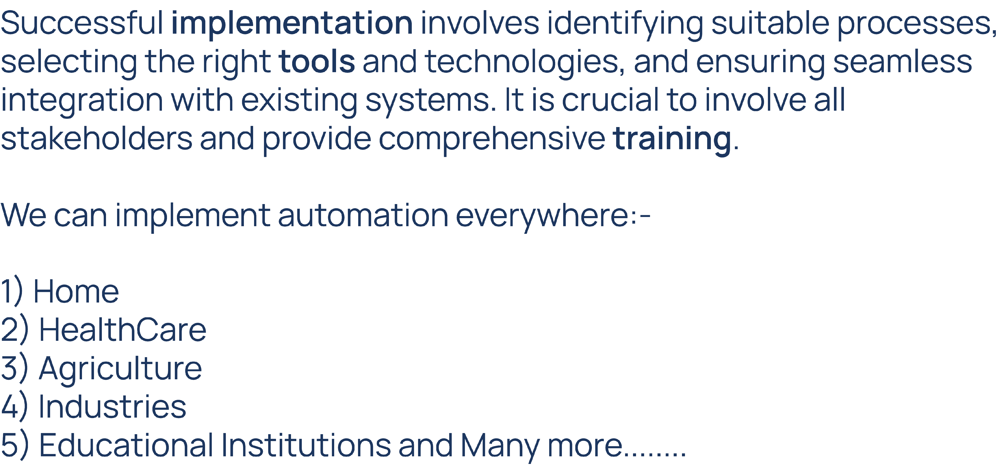 Successful implementation involves identifying suitable processes,
selecting the right tools and technologies, and ensuring seamless
integration with existing systems. It is crucial to involve all
stakeholders and provide comprehensive training.
We can implement automation everywhere:-
1) Home
2) HealthCare
3) Agriculture
4) Industries
5) Educational Institutions and Many more........